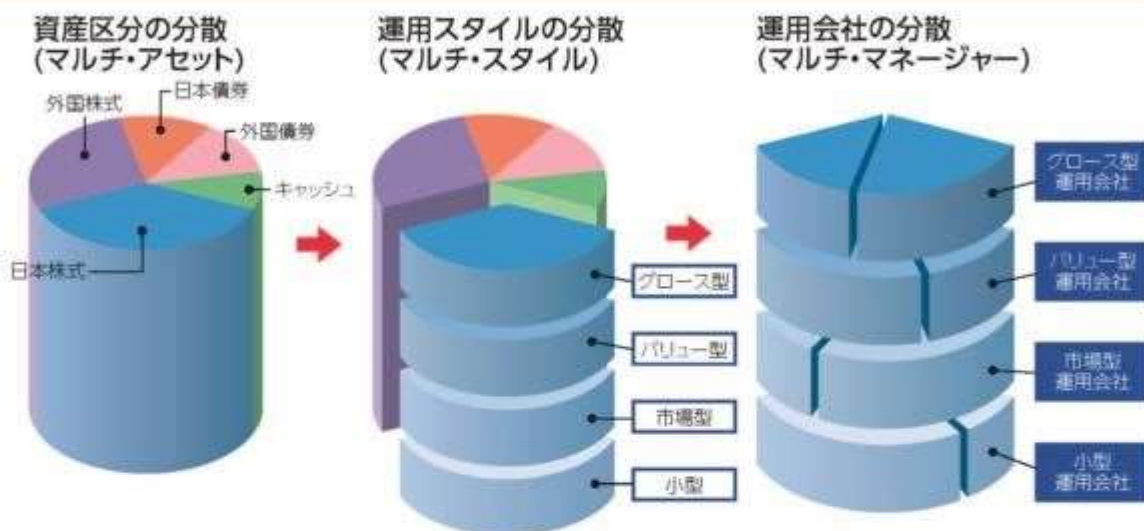 資産区分の分散
(マルチ・アセット)
外国株式
日本債券
外国債券
キャッシュ
日本株式
運用スタイルの分散
(マルチ・スタイル)
グロース型
バリュー型
市場型
小型
運用会社の分散
(マルチ・マネージャー)
グロース型
運用会社
バリュー型
運用会社
市場型
運用会社
小型
運用会社